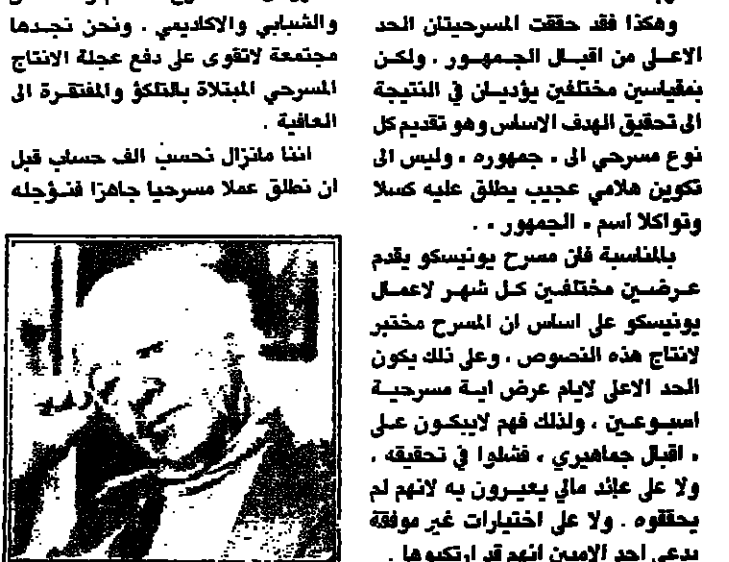 وهكذا فقد حققت المسرحيتان الحد
الاعلى من اقبال الجمهور . ولكن
بمقياسين مختلفين يؤديان في النتيجة
الى تحقيق الهدف الاساس وهو تقديم كل
نوع مسرحي الى . جمهوره . وليس الى
تكوين هلامي عجيب يطلق عليه كسلا
وتواكلا اسم . الجمهور . .
بالمناسبة فان مسرح يونيسكو يقدم
عرضين مختلفين كل شهر لاعمال
يونيسكو على اساس ان المسرح مختبر
لانتاج هذه النصوص ، وعلى ذلك يكون
الحد الاعلى لايام عرض اية مسرحية
اسبوعين ، ولذلك فهم لايبكون على
. اقبال جماهيري ، فشلوا في تحقيقه .
ولا على عائد مالي يعيرون به لانهم لم
يحققوه . ولا على اختيارات غير موفقة
يدعي احد الامين انهم قد ارتكبوها .
والشبابي والاكاديمي . ونحن نجدها
مجتمعة لاتقوى على دفع عجلة الانتاج
المسرحي المبتلاة بالتلكؤ والمفتقرة الى
العافية .
اننا مانزال نحسب الف حساب قبل
ان نطلق عملا مسرحيا جاهزا فنؤجله